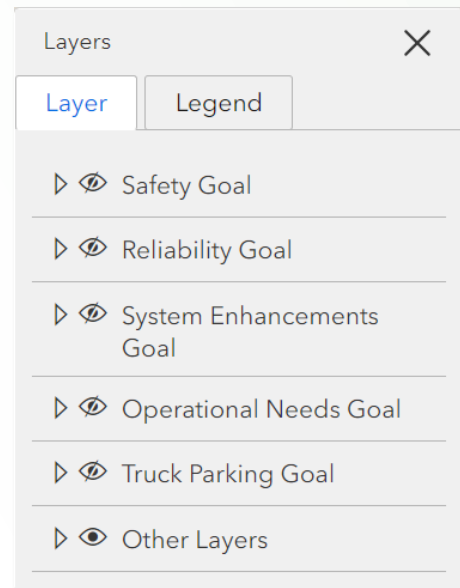 Layers
Layer
Legend
Safety Goal
Reliability Goal
System Enhancements
Goal
Operational Needs Goal
Truck Parking Goal
Other Layers